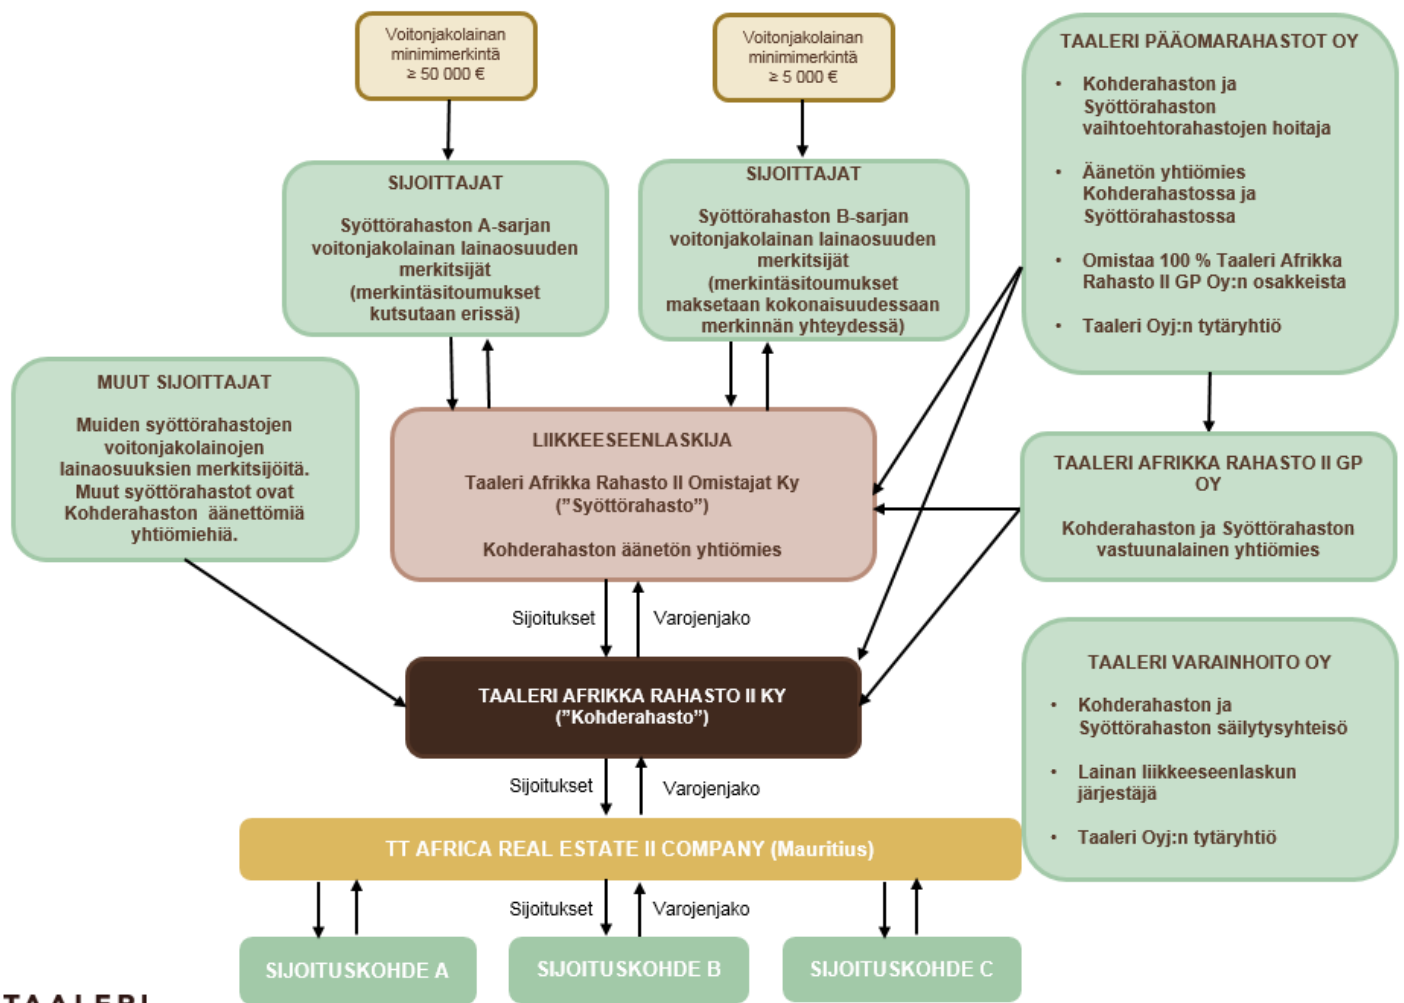 Voitonjakolainan
minimimerkintä
≥ 50 000 €
Voitonjakolainan
minimimerkintä
≥ 5 000 €
TAALERI PÄÄOMARAHASTOT OY
• Kohderahaston ja
Syöttörahaston
vaihtoehtorahastojen hoitaja
• Äänetön yhtiömies
Kohderahastossa ja
Syöttörahastossa
• Omistaa 100 % Taaleri Afrikka
Rahasto II GP Oy:n osakkeista
• Taaleri Oyj:n tytäryhtiö
SIJOITTAJAT
Syöttörahaston A-sarjan
voitonjakolainan lainaosuuden
merkitsijät
(merkintäsitoumukset
kutsutaan erissä)
SIJOITTAJAT
Syöttörahaston B-sarjan
voitonjakolainan lainaosuuden
merkitsijät
(merkintäsitoumukset
maksetaan kokonaisuudessaan
merkinnän yhteydessä)
MUUT SIJOITTAJAT
Muiden syöttörahastojen
voitonjakolainojen
lainaosuuksien merkitsijöitä.
Muut syöttörahastot ovat
Kohderahaston äänettömiä
yhtiömiehiä.
LIIKKEESEENLASKIJA
Taaleri Afrikka Rahasto II Omistajat Ky
("Syöttörahasto")
Kohderahaston äänetön yhtiömies
TAALERI AFRIKKA RAHASTO II GP
OY
Kohderahaston ja Syöttörahaston
vastuunalainen yhtiömies
Sijoitukset
Varojenjako
TAALERI AFRIKKA RAHASTO II KY
("Kohderahasto")
TAALERI VARAINHOITO OY
• Kohderahaston ja
Syöttörahaston säilytysyhteisö
• Lainan liikkeeseenlaskun
järjestäjä
• Taaleri Oyj:n tytäryhtiö
Sijoitukset
Varojenjako
TT AFRICA REAL ESTATE II COMPANY (Mauritius)
Sijoitukset
Varojenjako
SIJOITUSKOHDE A
SIJOITUSKOHDE B
SIJOITUSKOHDE C
TAALERI